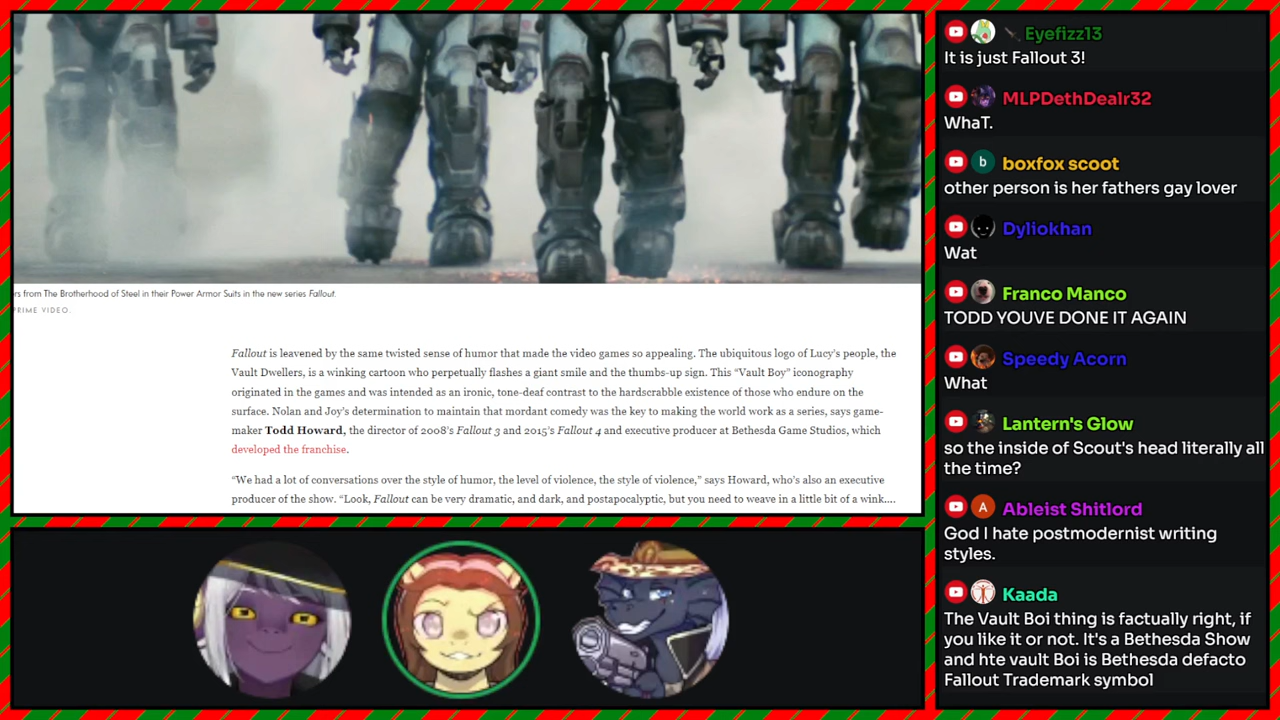 rs from The Brotherhood of Steel in their Power Armor Suits in the new series Fallout.
PRIME VIDEO.
Fallout is leavened by the same twisted sense of humor that made the video games so appealing. The ubiquitous logo of Lucy's people, the
Vault Dwellers, is a winking cartoon who perpetually flashes a giant smile and the thumbs-up sign. This “Vault Boy” iconography
originated in the games and was intended as an ironic, tone-deaf contrast to the hardscrabble existence of those who endure on the
surface. Nolan and Joy's determination to maintain that mordant comedy was the key to making the world work as a series, says game-
maker Todd Howard, the director of 2008's Fallout 3 and 2015's Fallout 4 and executive producer at Bethesda Game Studios, which
developed the franchise.
“We had a lot of conversations over the style of humor, the level of violence, the style of violence,” says Howard, who's also an executive
producer of the show. “Look, Fallout can be very dramatic, and dark, and postapocalyptic, but you need to weave in a little bit of a wink....
Eyefizz13
It is just Fallout 3!
MLPDethDealr32
WhaT.
b
boxfox scoot
other person is her fathers gay lover
Dyliokhan
Wat
Franco Manco
TODD YOUVE DONE IT AGAIN
Speedy Acorn
What
Lantern's Glow
so the inside of Scout's head literally all
the time?
A
Ableist Shitlord
God I hate postmodernist writing
styles.
Kaada
The Vault Boi thing is factually right, if
you like it or not. It's a Bethesda Show
and hte vault Boi is Bethesda defacto
Fallout Trademark symbol